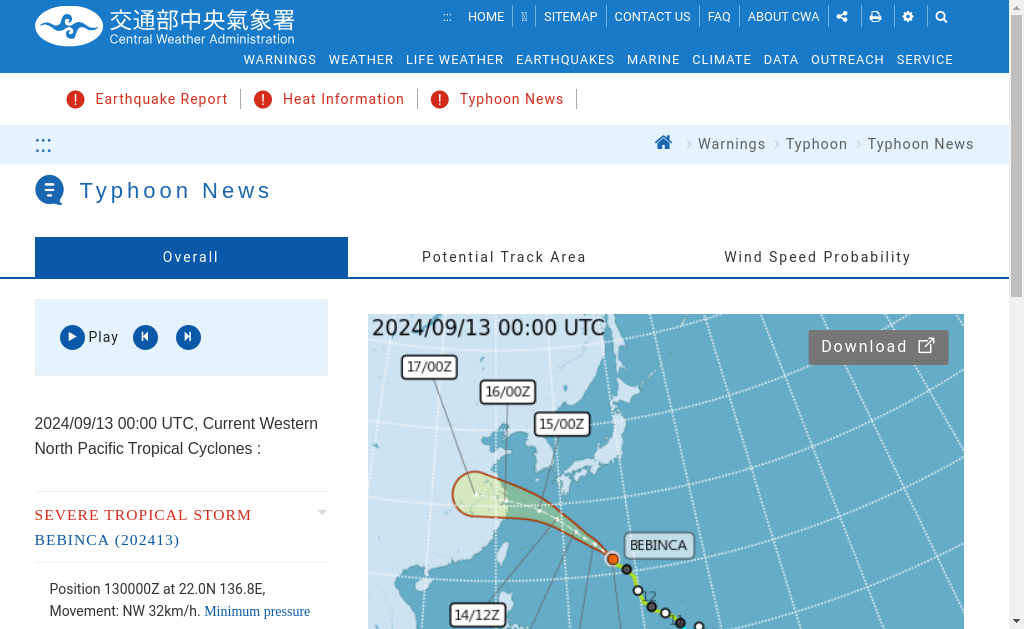 交通部中央氣象署
Central Weather Administration
::: HOME SITEMAP CONTACT US FAQ ABOUT CWA
WARNINGS WEATHER LIFE WEATHER EARTHQUAKES MARINE CLIMATE DATA OUTREACH SERVICE
Earthquake Report Heat Information Typhoon News
::: Warnings Typhoon Typhoon News
Typhoon News
Overall Potential Track Area Wind Speed Probability
Play
2024/09/13 00:00 UTC, Current Western
North Pacific Tropical Cyclones :
SEVERE TROPICAL STORM
BEBINCA (202413)
Position 130000Z at 22.0N 136.8E,
Movement: NW 32km/h. Minimum pressure
2024/09/13 00:00 UTC
Download
17/00Z
16/00Z
15/00Z
BEBINCA
12
14/12Z